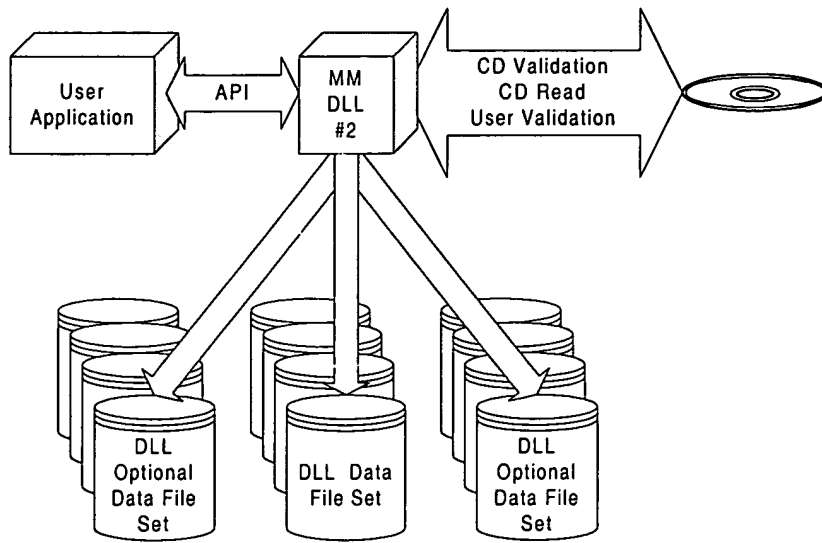 User
Application
API
MM
DLL
#2
CD Validation
CD Read
User Validation
DLL
Optional
Data File
Set
DLL Data
File Set
DLL
Optional
Data File
Set